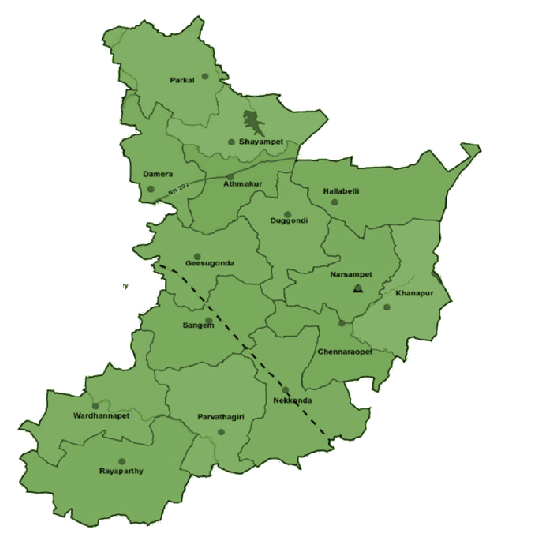 Parkal
Shayampet
Damera
Athmakur
Nallabelli
Duggondi
Geesugonda
Narsampet
Khanapur
Sangem
Chennaraopet
Nekkonda
Wardhannapet
Parvathagiri
Rayaparthy